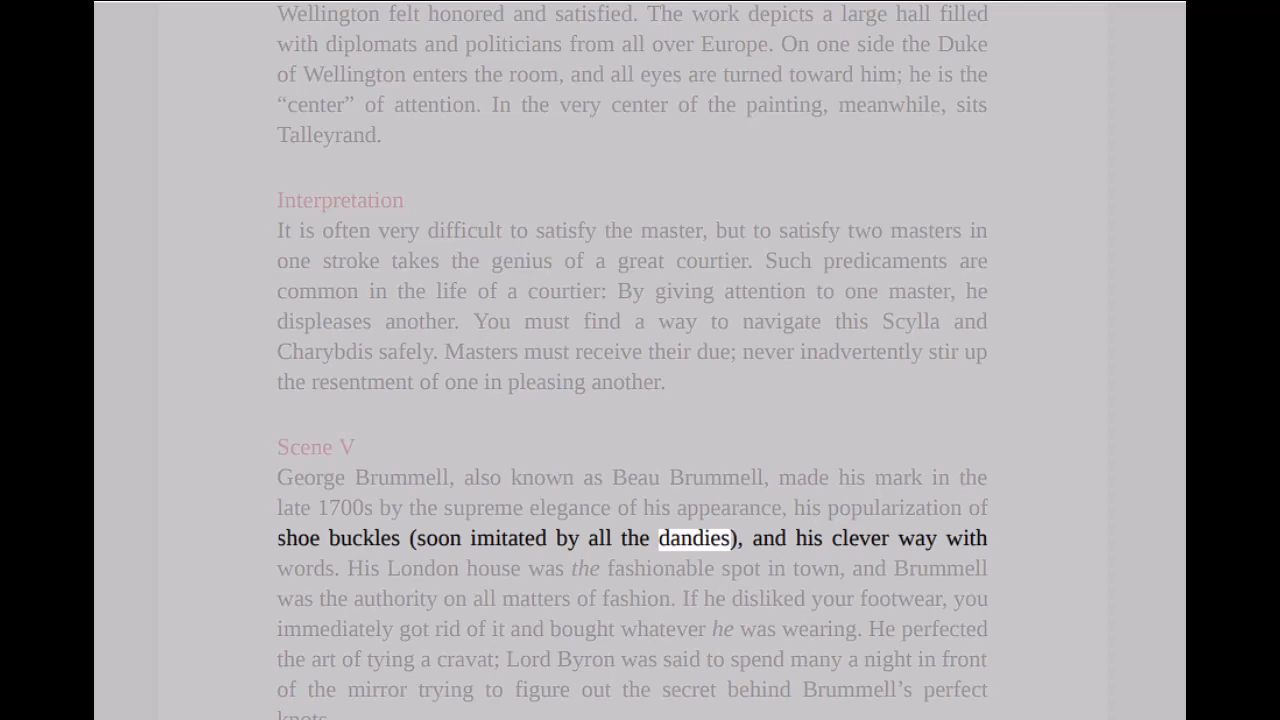 Wellington felt honored and satisfied. The work depicts a large hall filled
with diplomats and politicians from all over Europe. On one side the Duke
of Wellington enters the room, and all eyes are turned toward him; he is the
“center” of attention. In the very center of the painting, meanwhile, sits
Talleyrand.
Interpretation
It is often very difficult to satisfy the master, but to satisfy two masters in
one stroke takes the genius of a great courtier. Such predicaments are
common in the life of a courtier: By giving attention to one master, he
displeases another. You must find a way to navigate this Scylla and
Charybdis safely. Masters must receive their due; never inadvertently stir up
the resentment of one in pleasing another.
Scene V
George Brummell, also known as Beau Brummell, made his mark in the
late 1700s by the supreme elegance of his appearance, his popularization of
shoe buckles (soon imitated by all the dandies), and his clever way with
words. His London house was the fashionable spot in town, and Brummell
was the authority on all matters of fashion. If he disliked your footwear, you
immediately got rid of it and bought whatever he was wearing. He perfected
the art of tying a cravat; Lord Byron was said to spend many a night in front
of the mirror trying to figure out the secret behind Brummell’s perfect
knots.